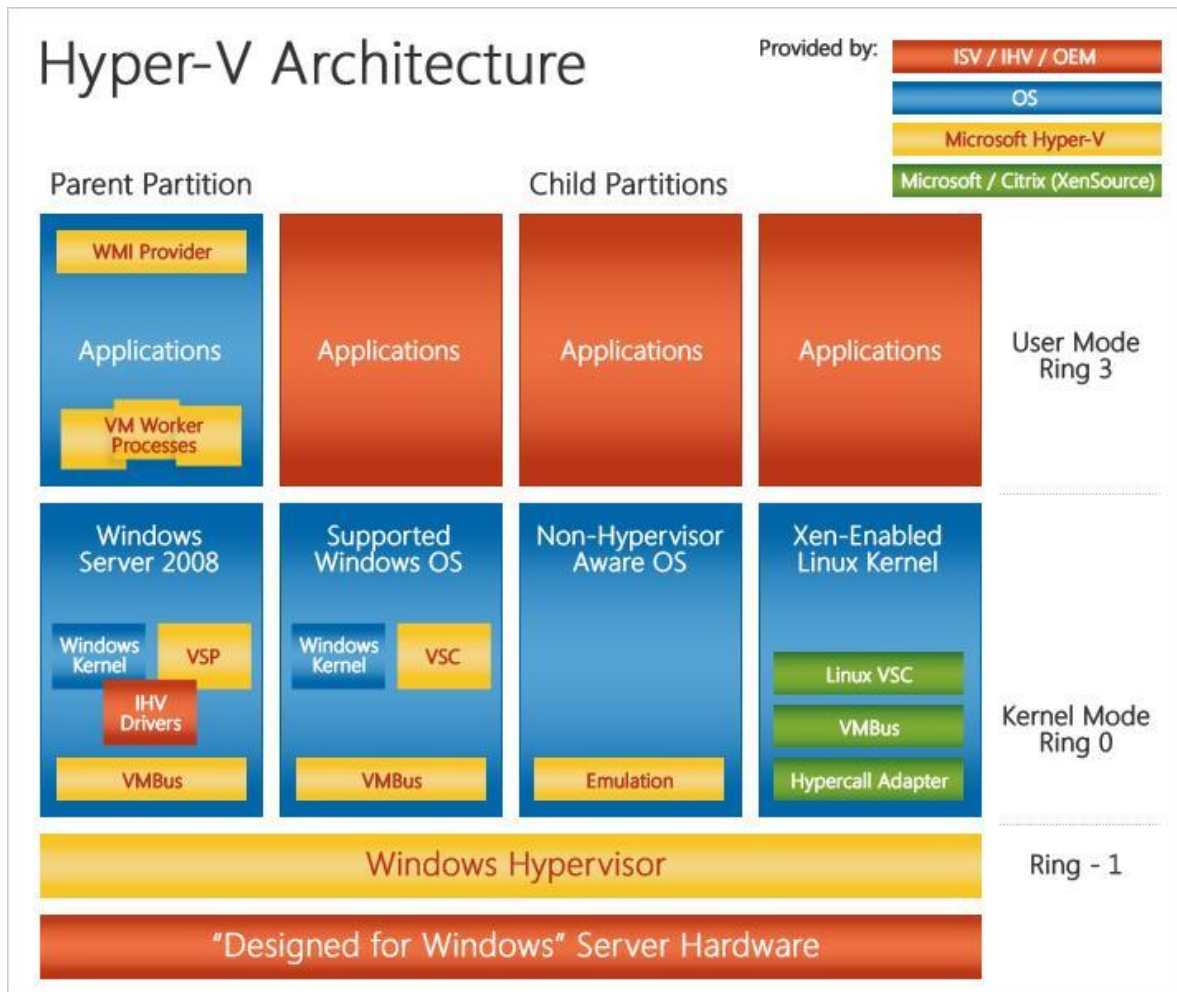 Hyper-V Architecture
Provided by:
ISV / IHV / OEM
OS
Microsoft Hyper-V
Microsoft / Citrix (XenSource)
Parent Partition
Child Partitions
WMI Provider
Applications
VM Worker
Processes
Applications
Applications
Applications
User Mode
Ring 3
Windows
Server 2008
Windows
Kernel
VSP
IHV
Drivers
VMBus
Supported
Windows OS
Windows
Kernel
VSC
VMBus
Non-Hypervisor
Aware OS
Emulation
Xen-Enabled
Linux Kernel
Linux VSC
VMBus
Hypercall Adapter
Kernel Mode
Ring 0
Windows Hypervisor
Ring - 1
"Designed for Windows" Server Hardware